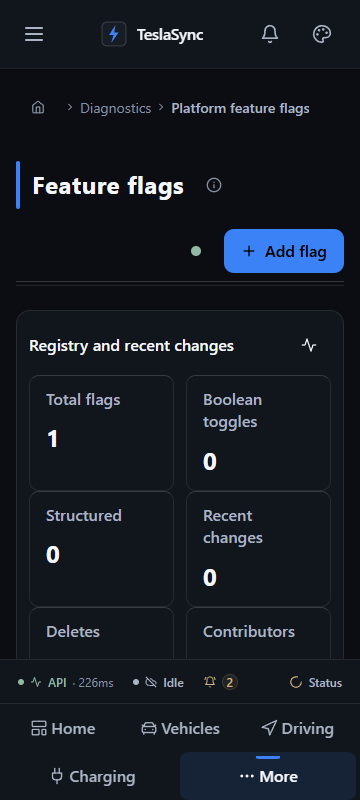 TeslaSync
Diagnostics
Platform feature flags
Feature flags
Add flag
Registry and recent changes
Total flags
1
Boolean
toggles
0
Structured
0
Recent
changes
0
Deletes
Contributors
API · 226ms
Idle
2
Status
Home
Vehicles
Driving
Charging
More